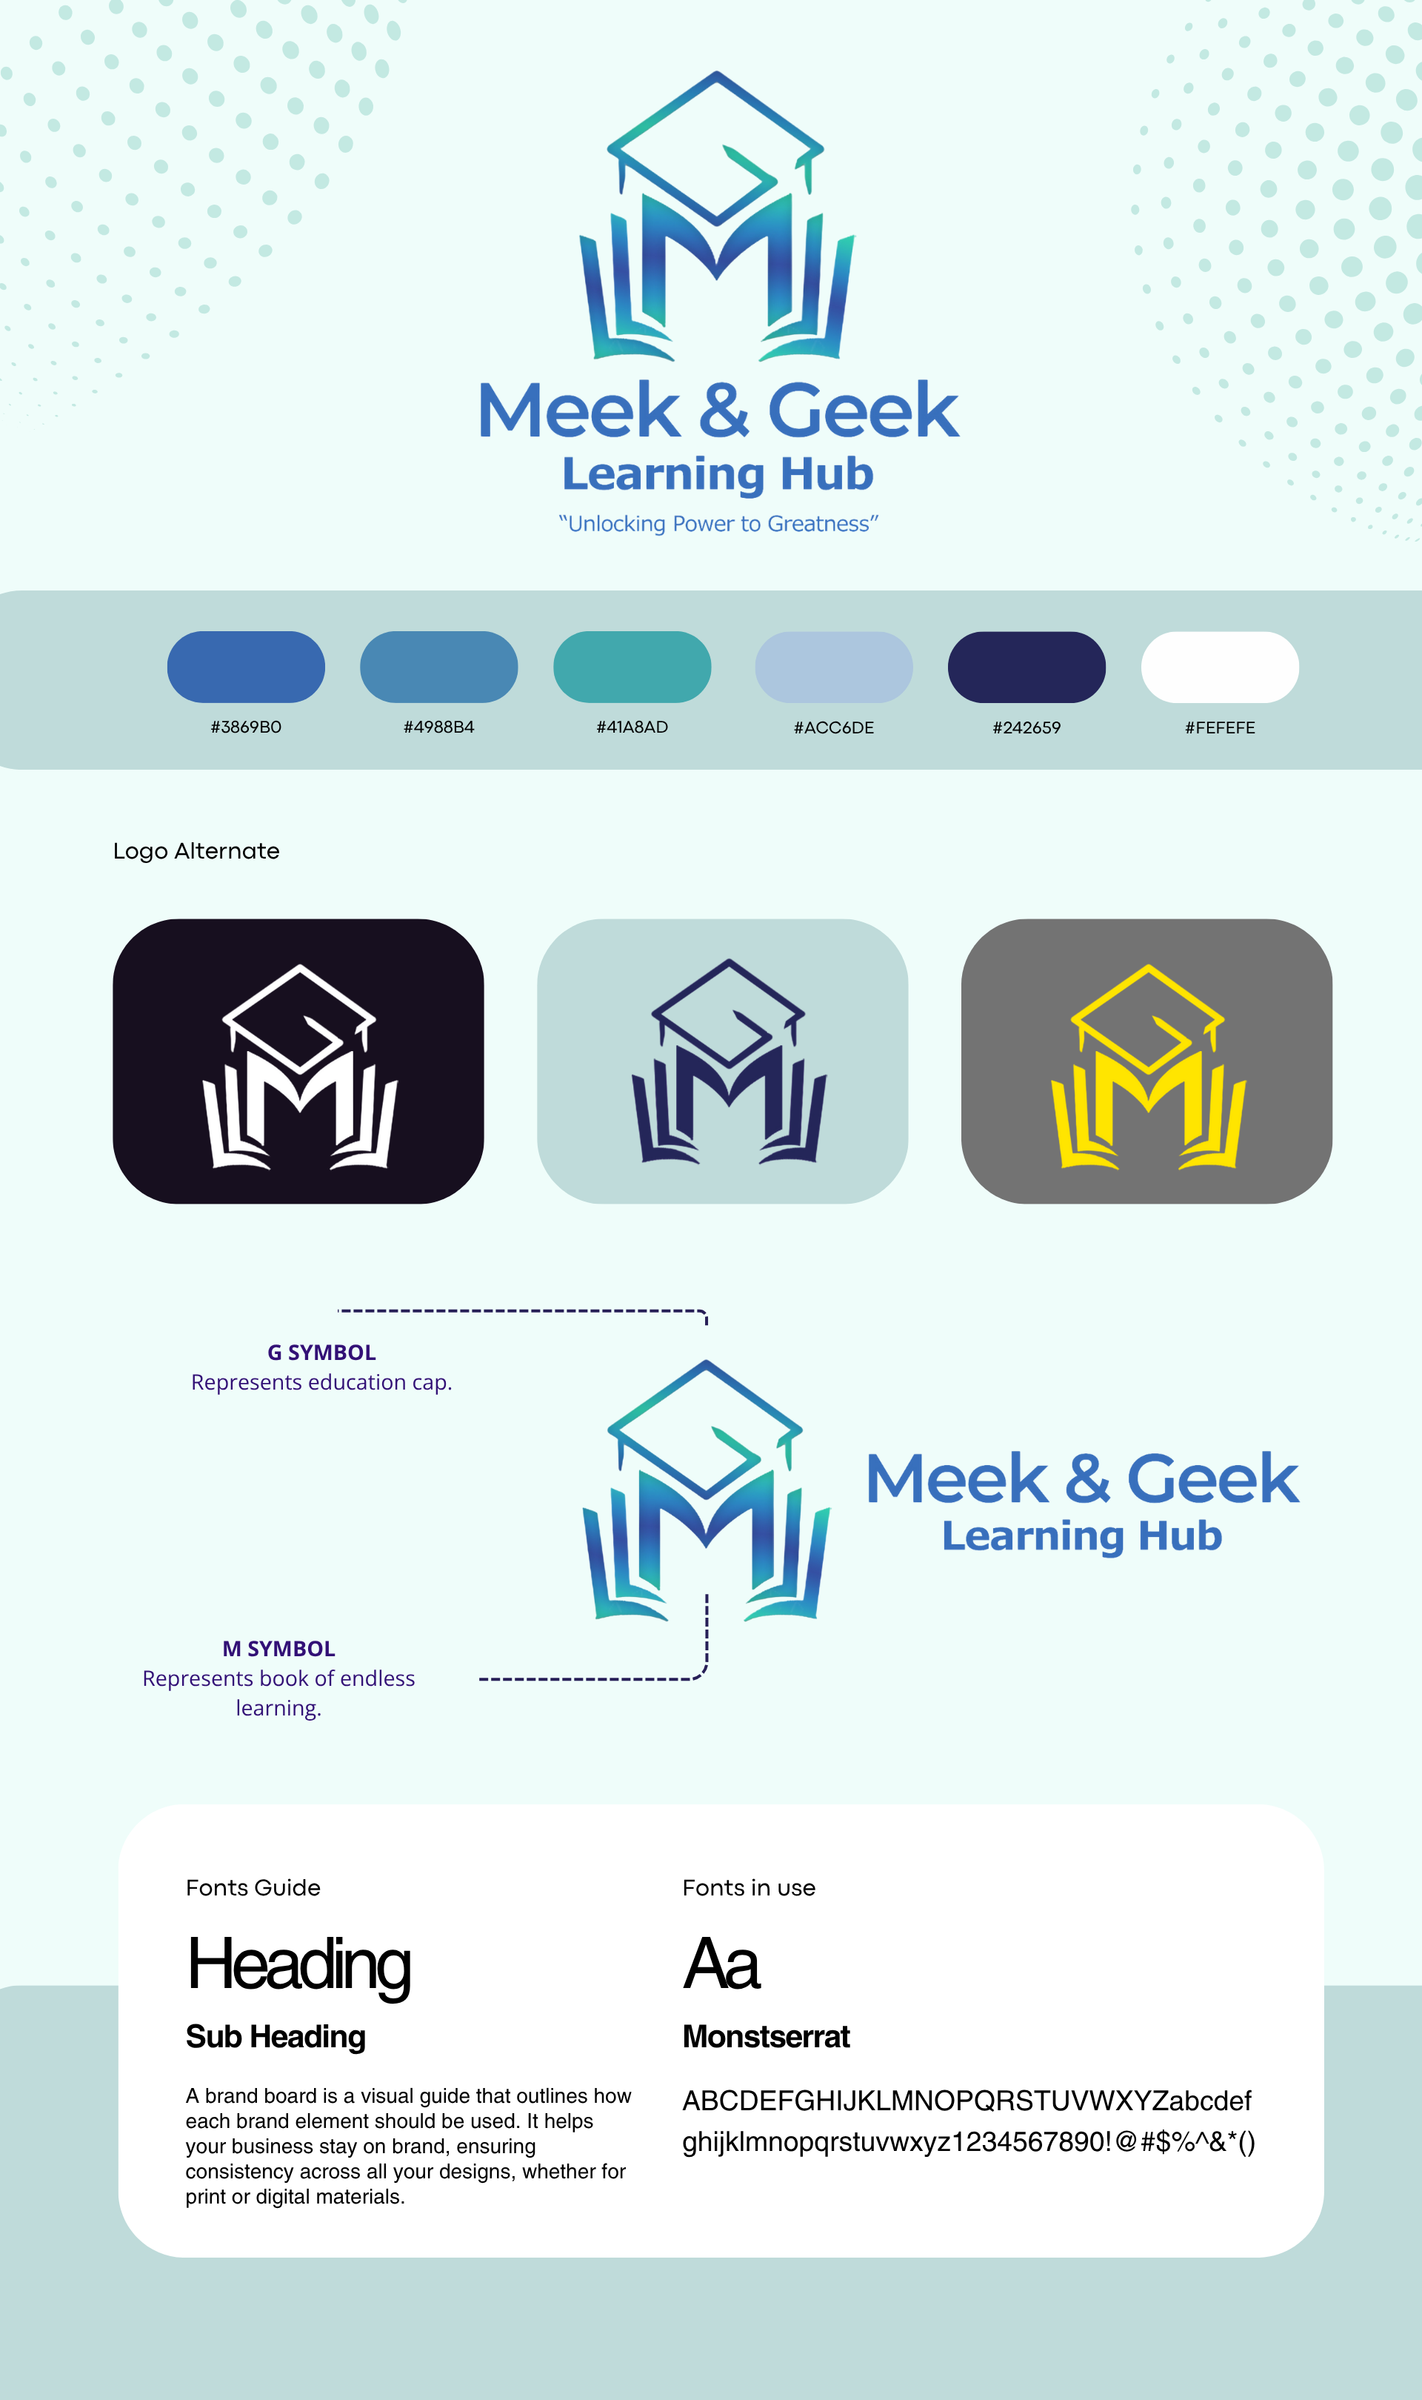 Meek & Geek
Learning Hub
“Unlocking Power to Greatness”
#3869B0
#4988B4
#41A8AD
#ACC6DE
#242659
#FEFEFE
Logo Alternate
G SYMBOL
Represents education cap.
Meek & Geek
Learning Hub
M SYMBOL
Represents book of endless
learning.
Fonts Guide
Heading
Sub Heading
A brand board is a visual guide that outlines how
each brand element should be used. It helps
your business stay on brand, ensuring
consistency across all your designs, whether for
print or digital materials.
Fonts in use
Aa
Monstserrat
ABCDEFGHIJKLMNOPQRSTUVWXYZabcdef
ghijklmnopqrstuvwxyz1234567890!@#$%^&*()